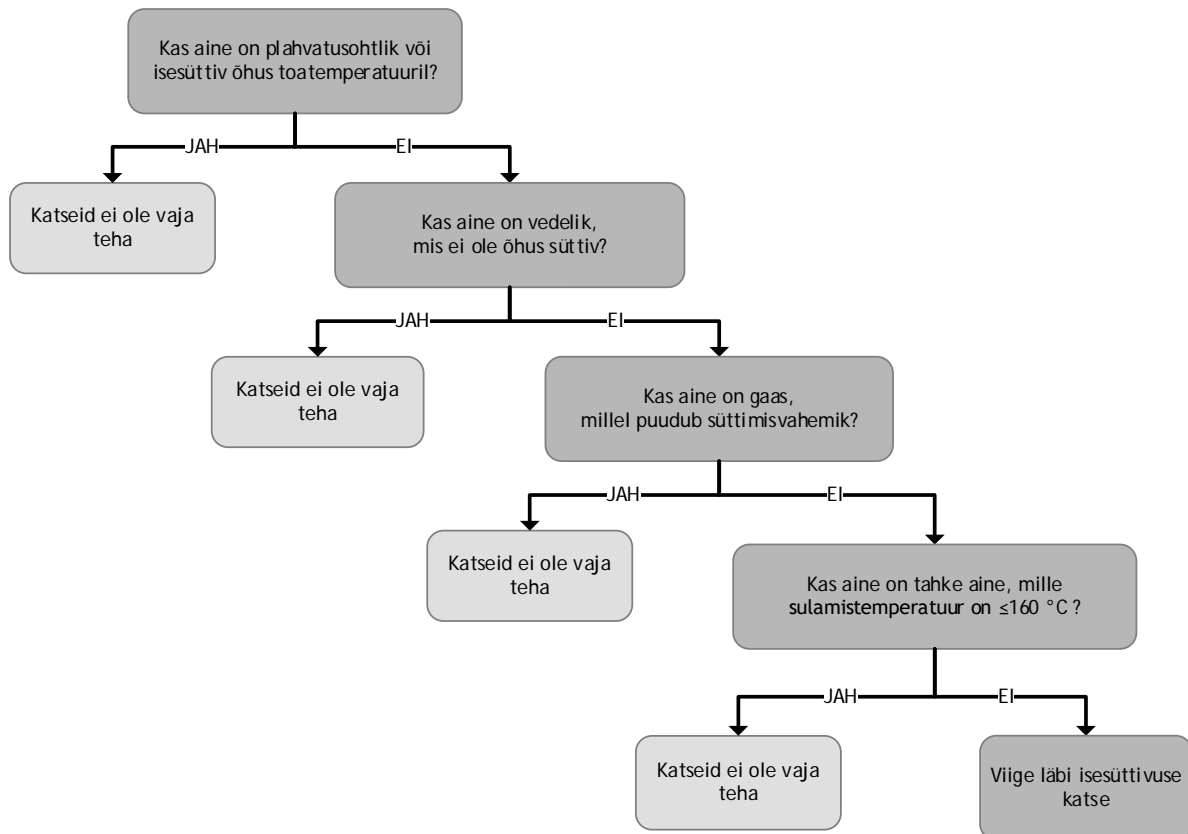 Kas aine on plahvatusohtlik või
isesüttiv õhus toatemperatuuril?
JAH
EI
Katseid ei ole vaja
teha
Kas aine on vedelik,
mis ei ole õhus süttiv?
JAH
EI
Katseid ei ole vaja
teha
Kas aine on gaas,
millel puudub süttimisvahemik?
JAH
EI
Katseid ei ole vaja
teha
Kas aine on tahke aine, mille
sulamistemperatuur on ≤160 °C ?
JAH
EI
Katseid ei ole vaja
teha
Viige läbi isesüttivuse
katse